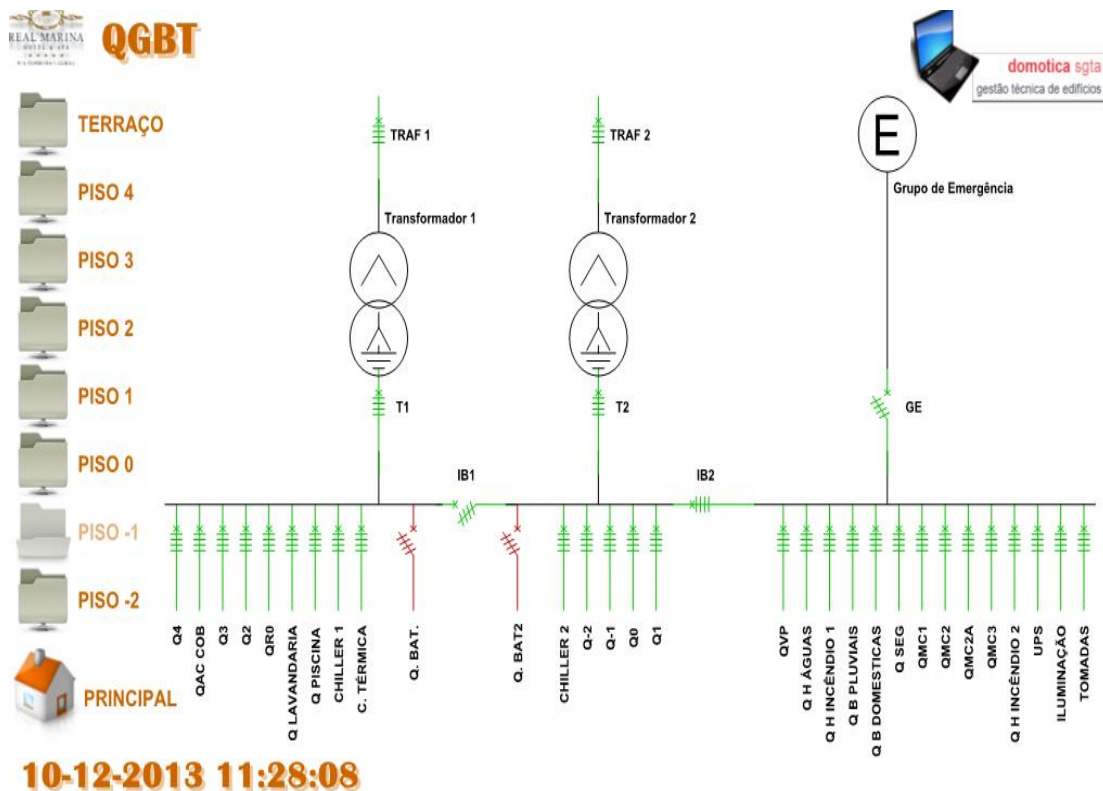 REAL MARINA
HOTEL & SPA
QGBT
domotica sgta
gestão técnica de edifícios
TERRAÇO
PISO 4
PISO 3
PISO 2
PISO 1
PISO 0
PISO -1
PISO -2
PRINCIPAL
TRAF 1
TRAF 2
E
Grupo de Emergência
Transformador 1
Transformador 2
T1
T2
GE
IB1
IB2
Q4
QAC COB
Q3
Q2
QR0
Q LAVANDARIA
Q PISCINA
CHILLER 1
C. TÉRMICA
Q. BAT.
Q. BAT2
CHILLER 2
Q-2
Q-1
Q0
Q1
QVP
Q H ÁGUAS
Q H INCÊNDIO 1
Q B PLUVIAIS
Q B DOMESTICAS
Q SEG
QMC1
QMC2
QMC2A
QMC3
Q H INCÊNDIO 2
UPS
ILUMINAÇÃO
TOMADAS
10-12-2013 11:28:08